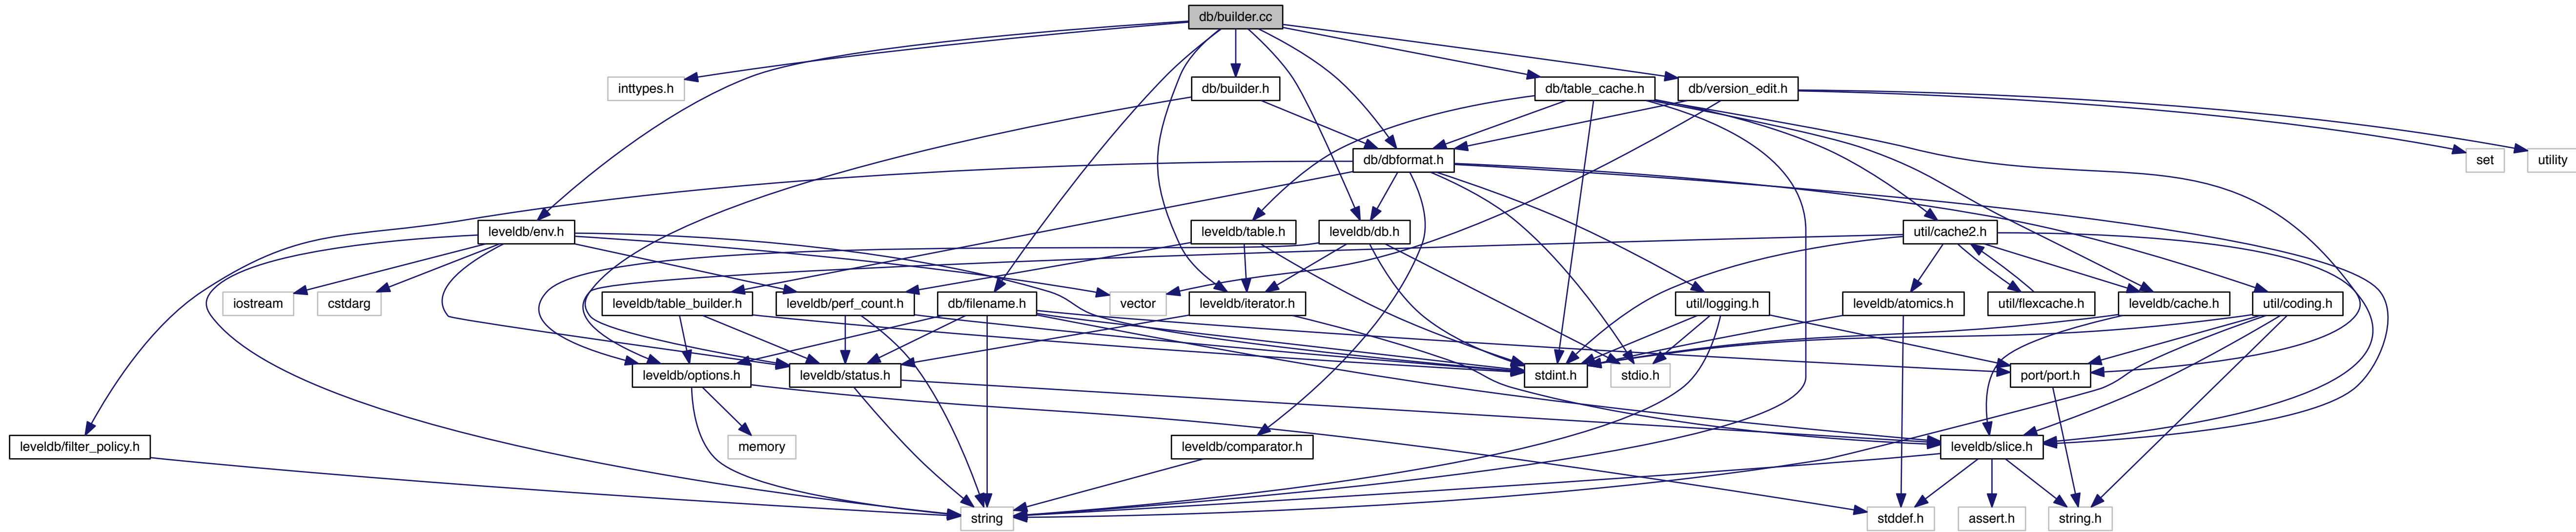 db/builder.cc
inttypes.h
db/builder.h
db/table_cache.h
db/version_edit.h
db/dbformat.h
set
utility
leveldb/env.h
leveldb/table.h
leveldb/db.h
util/cache2.h
iostream
cstdarg
leveldb/table_builder.h
leveldb/perf_count.h
db/filename.h
vector
leveldb/iterator.h
util/logging.h
leveldb/atomics.h
util/flexcache.h
leveldb/cache.h
util/coding.h
leveldb/options.h
leveldb/status.h
stdint.h
stdio.h
port/port.h
leveldb/filter_policy.h
memory
leveldb/comparator.h
leveldb/slice.h
string
stddef.h
assert.h
string.h